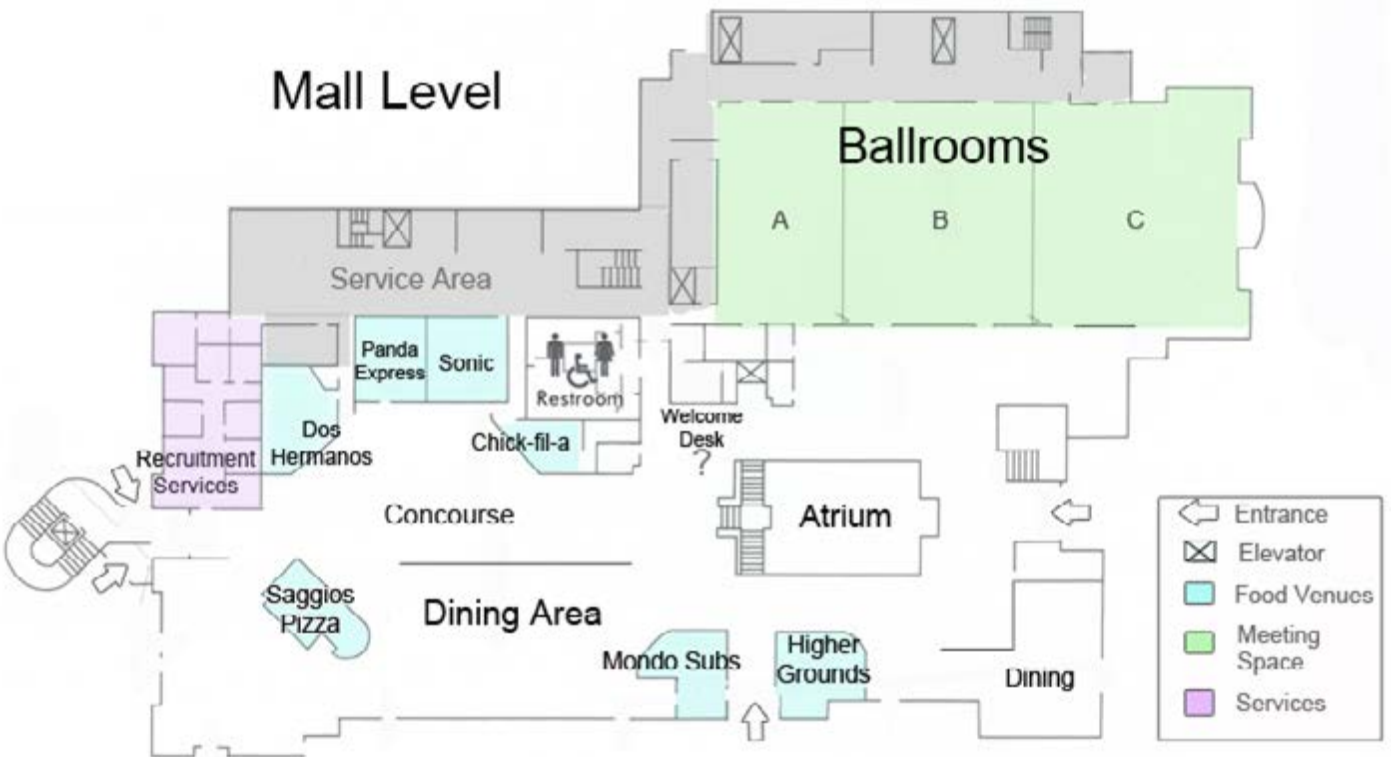 Mall Level
Ballrooms
A
B
C
Service Area
Panda
Express
Sonic
Restroom
Dos
Hermanos
Chick-fil-a
Welcome
Desk
?
Recruitment
Services
Concourse
Atrium
Saggios
Pizza
Dining Area
Mondo Subs
Higher
Grounds
Dining
Entrance
Elevator
Food Venues
Meeting
Space
Services